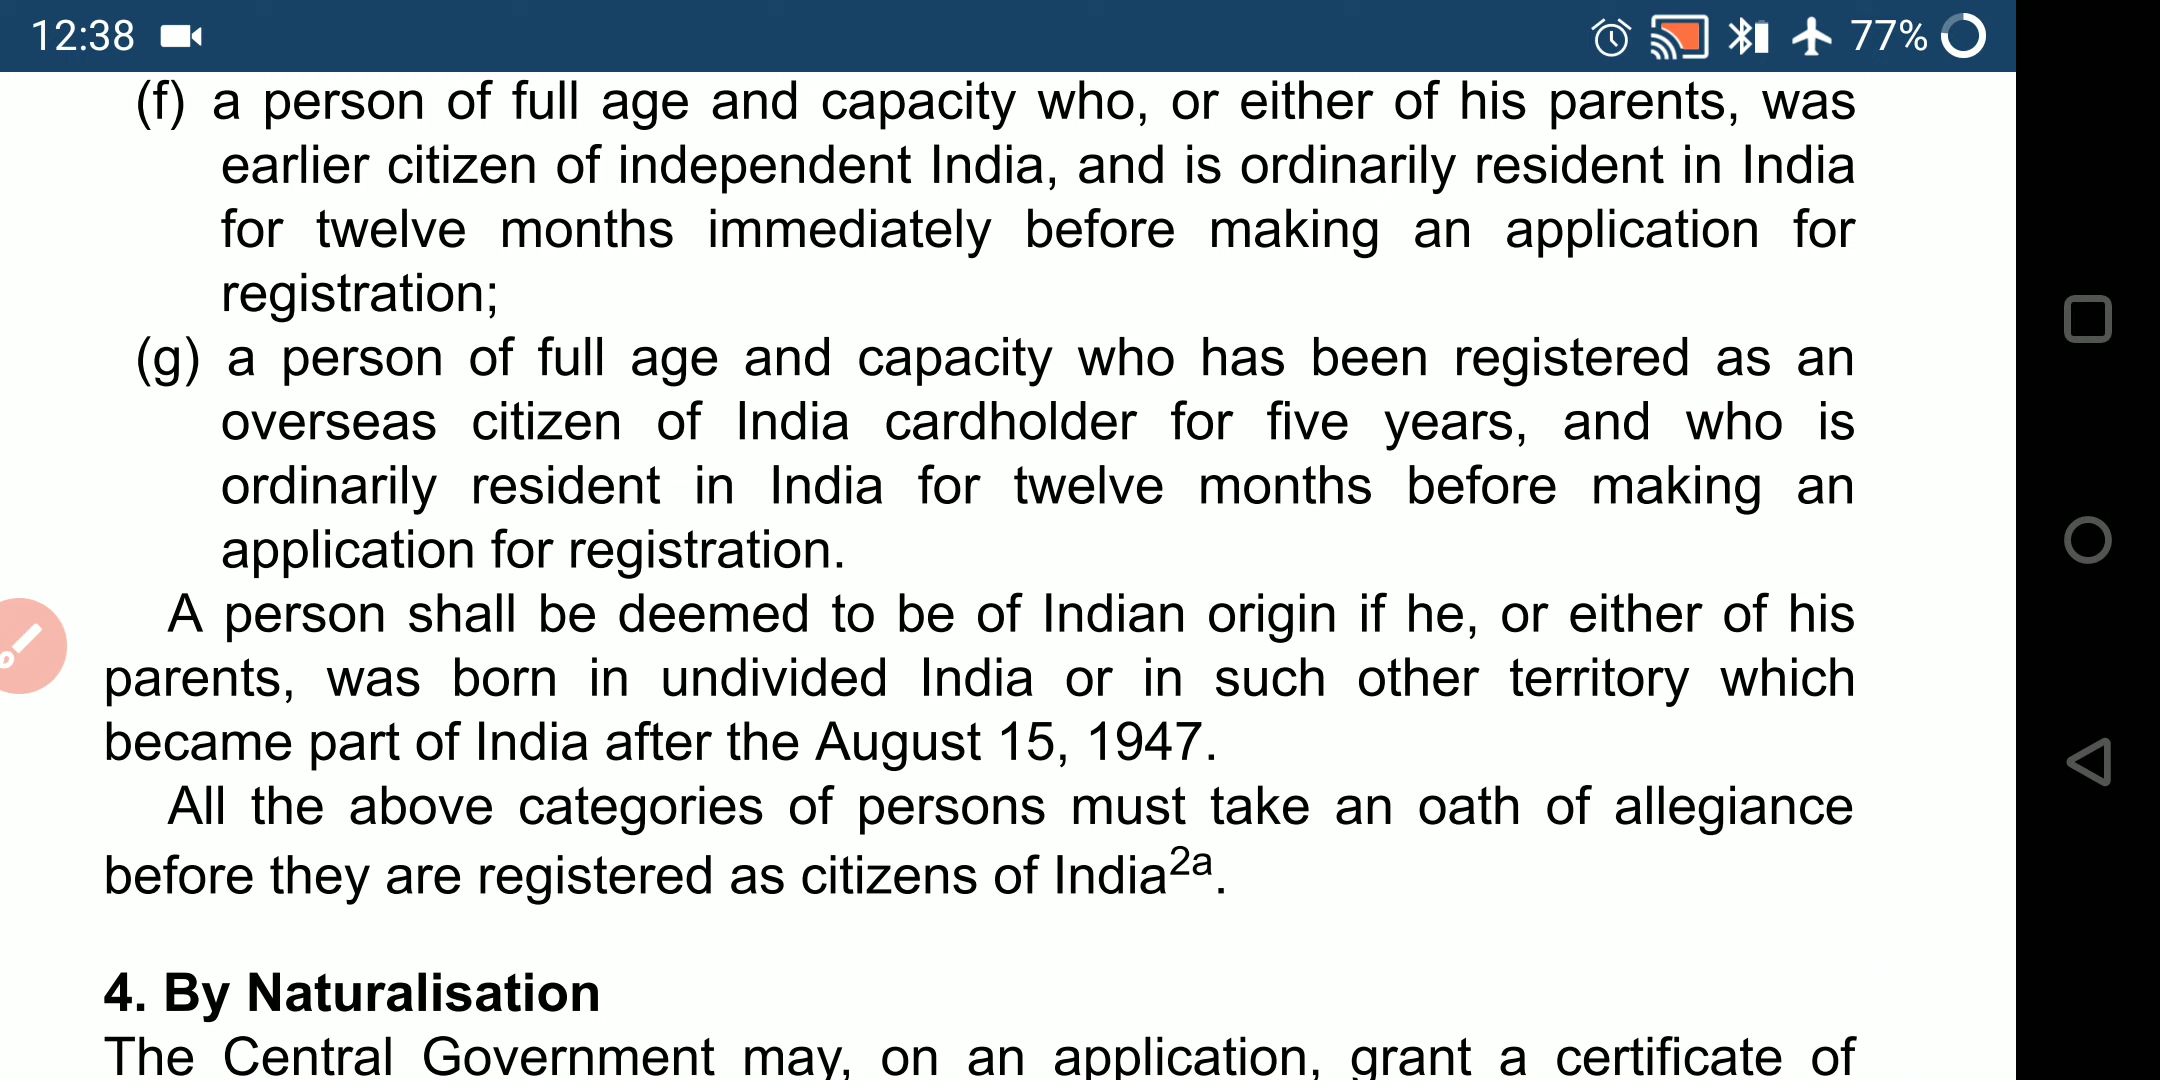 12:38 77%
(f) a person of full age and capacity who, or either of his parents, was
earlier citizen of independent India, and is ordinarily resident in India
for twelve months immediately before making an application for
registration;
(g) a person of full age and capacity who has been registered as an
overseas citizen of India cardholder for five years, and who is
ordinarily resident in India for twelve months before making an
application for registration.
A person shall be deemed to be of Indian origin if he, or either of his
parents, was born in undivided India or in such other territory which
became part of India after the August 15, 1947.
All the above categories of persons must take an oath of allegiance
before they are registered as citizens of India2a.
4. By Naturalisation
The Central Government may, on an application, grant a certificate of